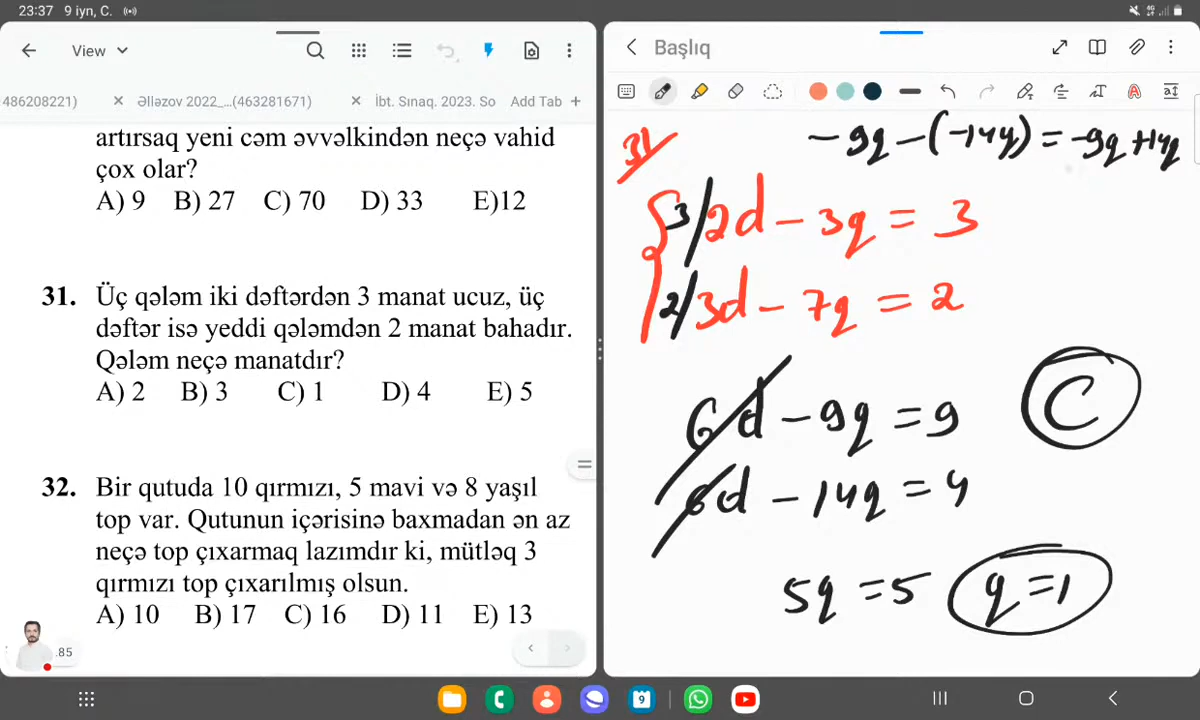 23:37 9 iyn, C.
View
486208221)
Əlləzov 2022_...(463281671)
İbt. Sınaq. 2023. So
Add Tab +
artırsaq yeni cəm əvvəlkindən neçə vahid
çox olar?
A) 9 B) 27 C) 70 D) 33 E)12
31. Üç qələm iki dəftərdən 3 manat ucuz, üç
dəftər isə yeddi qələmdən 2 manat bahadır.
Qələm neçə manatdır?
A) 2 B) 3 C) 1 D) 4 E) 5
32. Bir qutuda 10 qırmızı, 5 mavi və 8 yaşıl
top var. Qutunun içərisinə baxmadan ən az
neçə top çıxarmaq lazımdır ki, mütləq 3
qırmızı top çıxarılmış olsun.
A) 10 B) 17 C) 16 D) 11 E) 13
.85
Başlıq
31
-9q-(-14q)=-9q+14q
3/2d-3q=3
2/3d-7q=2
6d-9q=9
6d-14q=4
C
5q=5 q=1
9